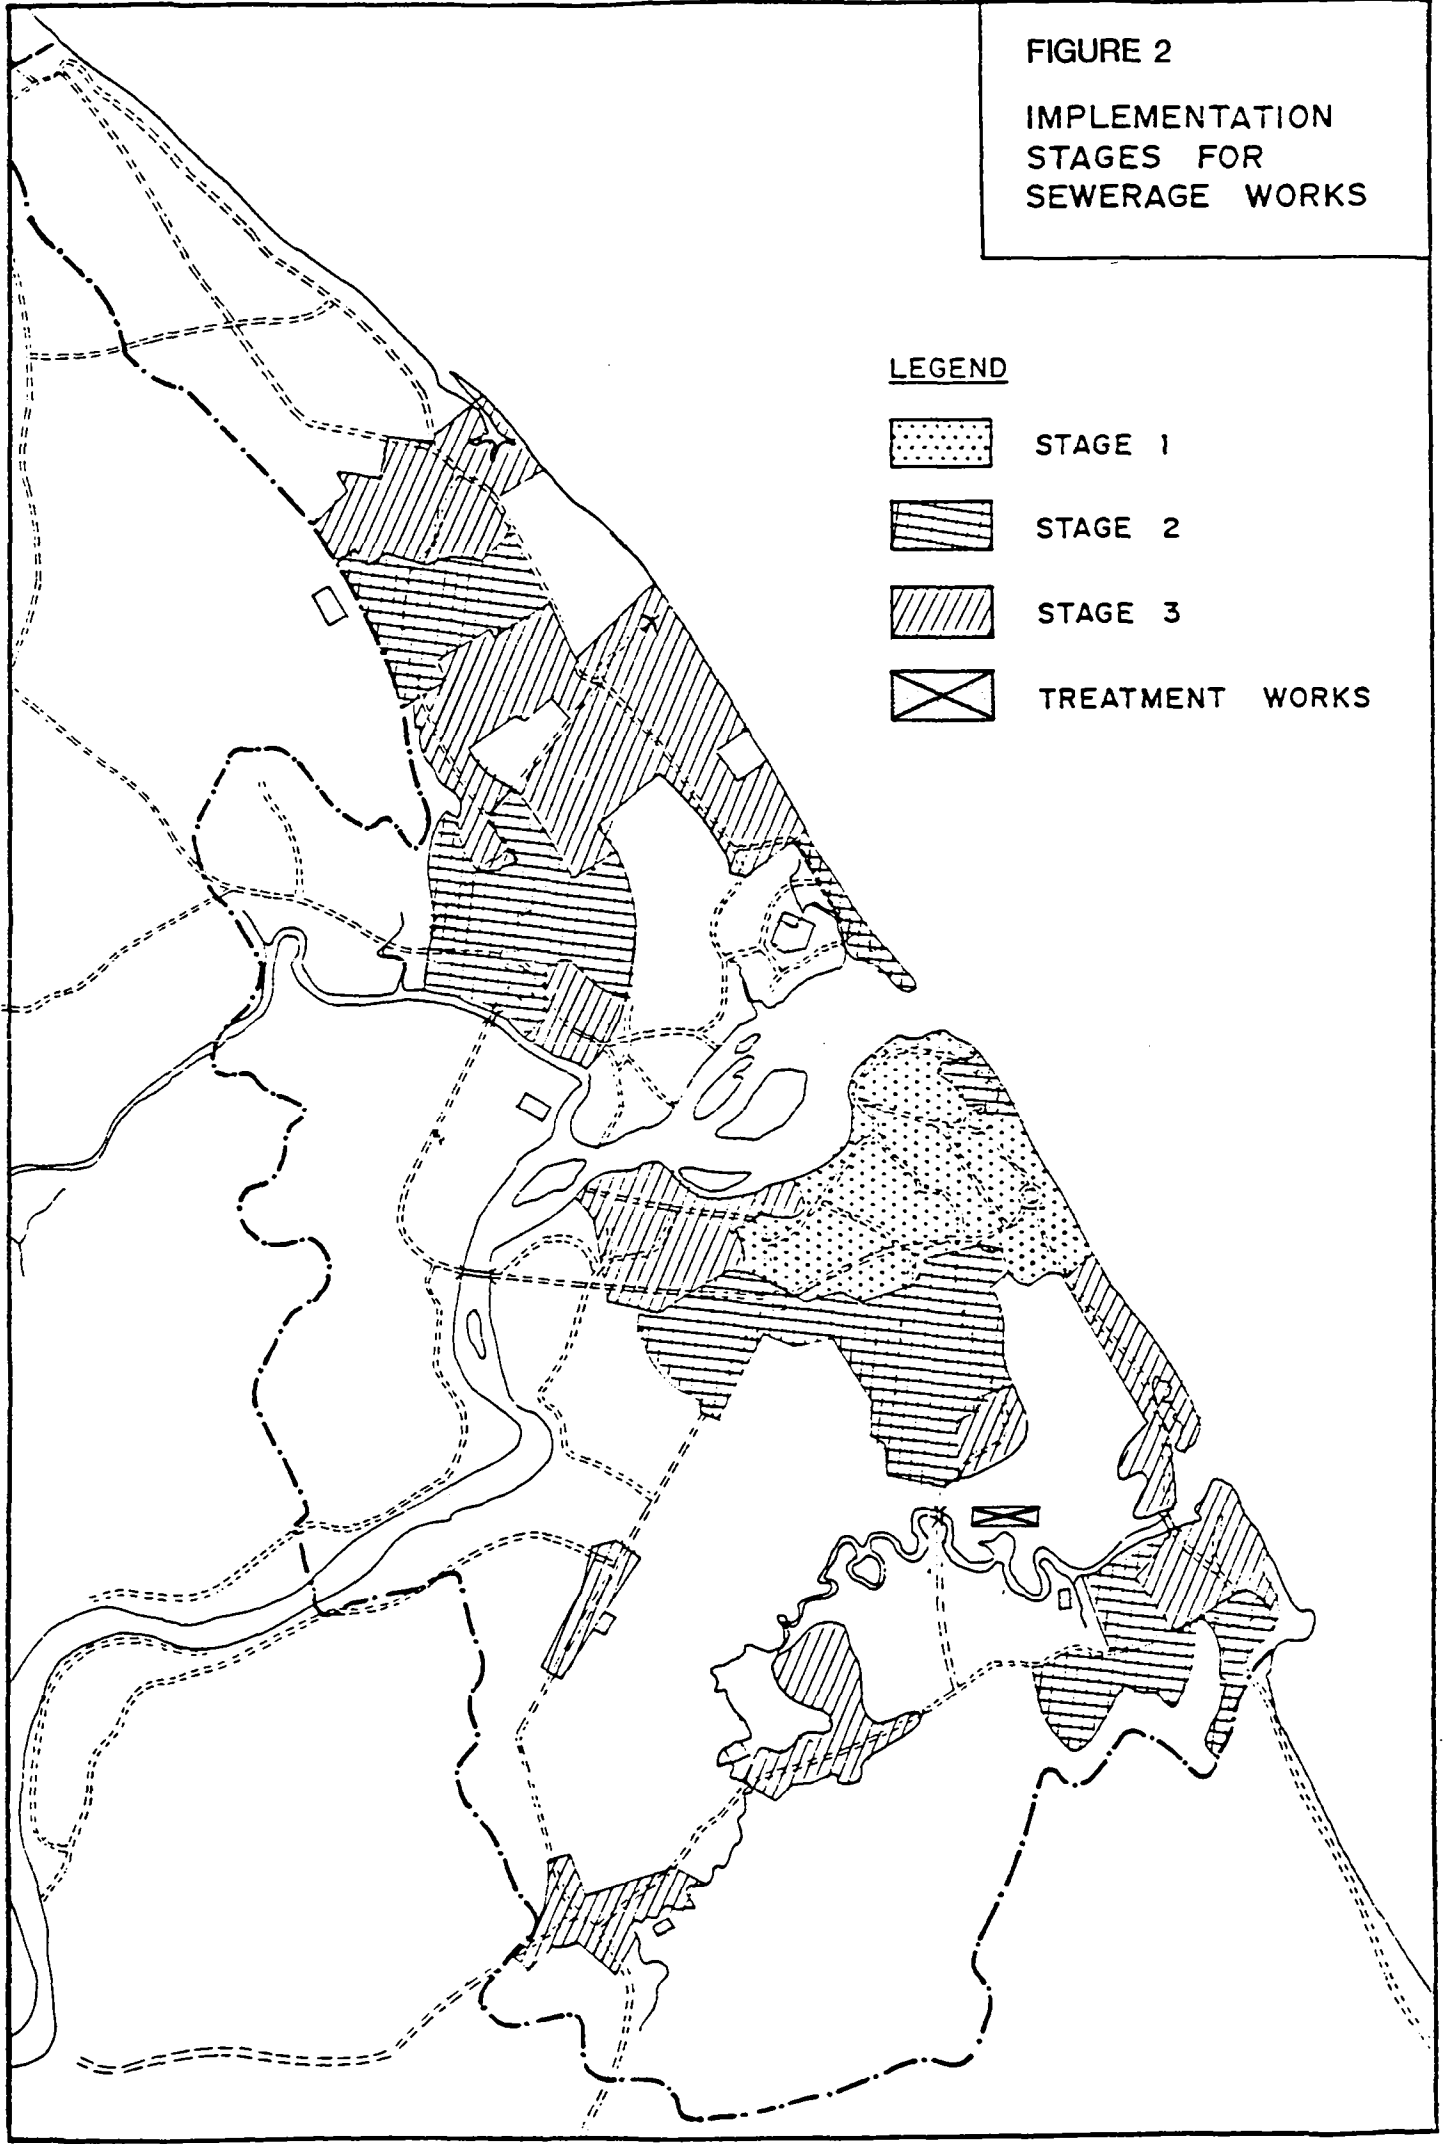 FIGURE 2
IMPLEMENTATION
STAGES FOR
SEWERAGE WORKS
LEGEND
STAGE 1
STAGE 2
STAGE 3
TREATMENT WORKS